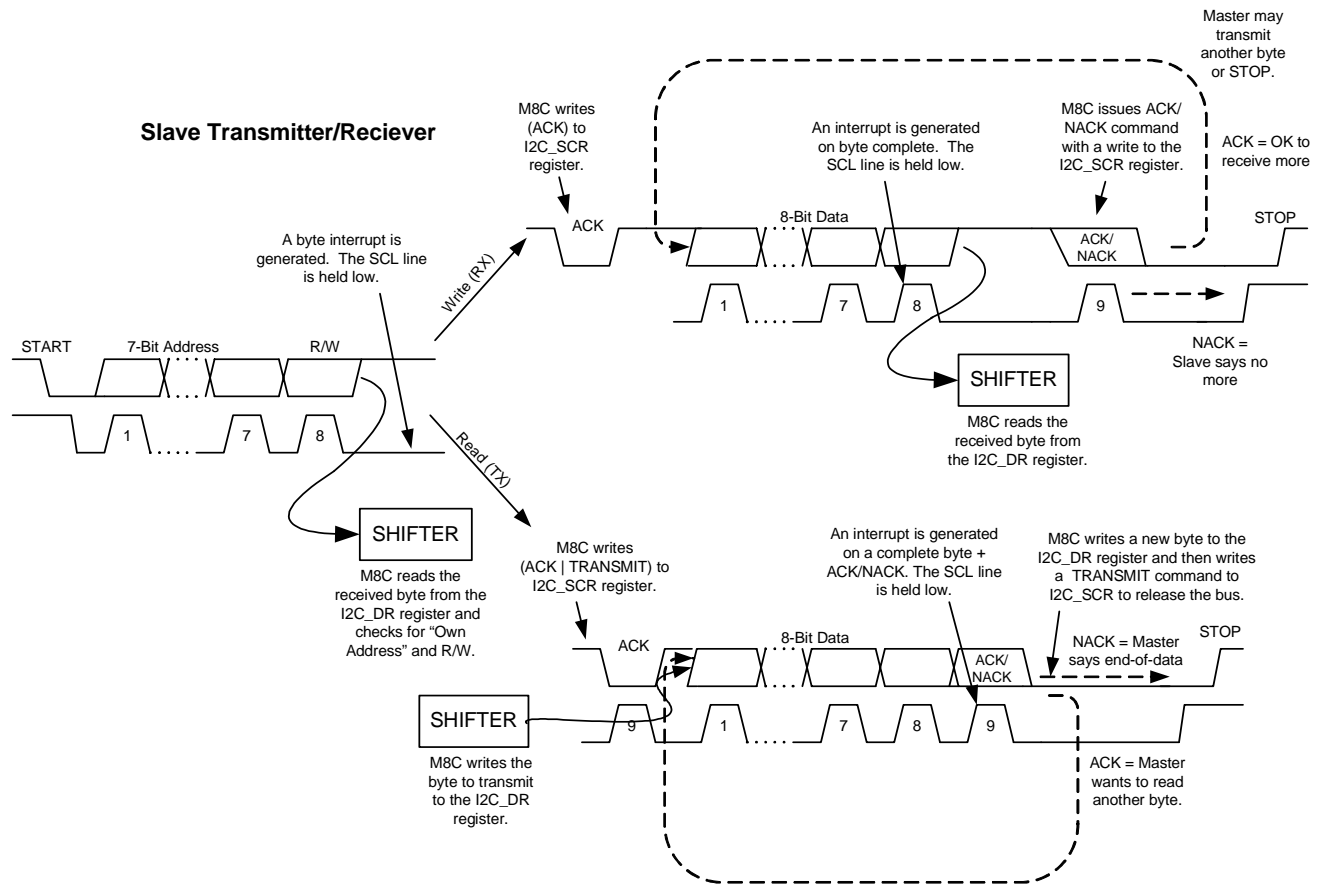 Master may
transmit
another byte
or STOP.
Slave Transmitter/Reciever
M8C writes
(ACK) to
I2C_SCR
register.
An interrupt is generated
on byte complete.  The
SCL line is held low.
M8C issues ACK/
NACK command
with a write to the
I2C_SCR register.
ACK = OK to
receive more
A byte interrupt is
generated.  The SCL line
is held low.
Write (RX)
ACK
8-Bit Data
ACK/
NACK
STOP
1
7
8
9
NACK =
Slave says no
more
SHIFTER
M8C reads the
received byte from
the I2C_DR register.
START
7-Bit Address
R/W
1
7
8
Read (TX)
SHIFTER
M8C reads the
received byte from the
I2C_DR register and
checks for “Own
Address” and R/W.
M8C writes
(ACK | TRANSMIT) to
I2C_SCR register.
An interrupt is generated
on a complete byte +
ACK/NACK. The SCL line
is held low.
M8C writes a new byte to the
I2C_DR register and then writes
a  TRANSMIT command to
I2C_SCR to release the bus.
ACK
8-Bit Data
ACK/
NACK
NACK = Master
says end-of-data
STOP
SHIFTER
9
1
7
8
9
M8C writes the
byte to transmit
to the I2C_DR
register.
ACK = Master
wants to read
another byte.